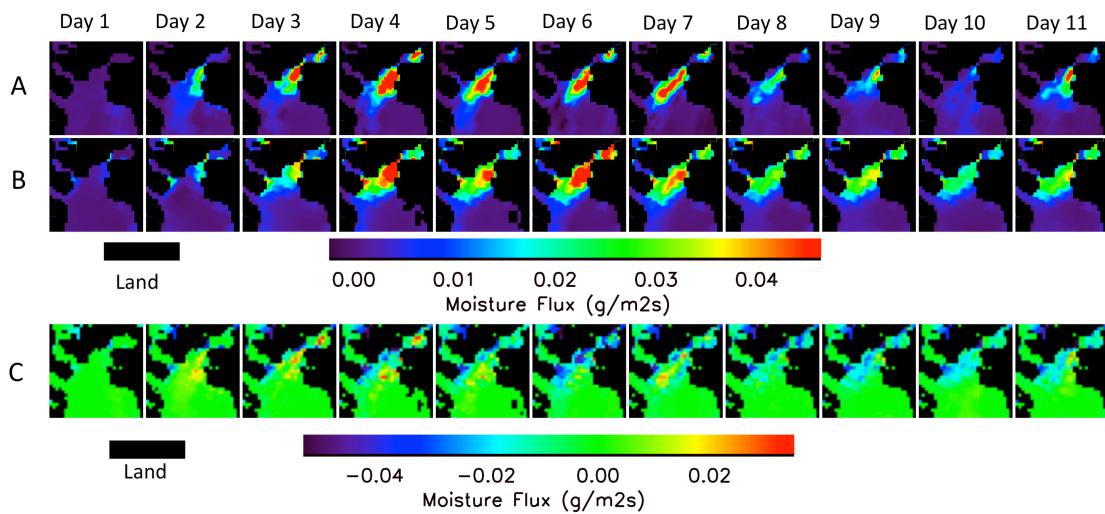 Day 1 Day 2 Day 3 Day 4 Day 5 Day 6 Day 7 Day 8 Day 9 Day 10 Day 11
A
B
0.00 0.01 0.02 0.03 0.04
Land
Moisture Flux (g/m2s)
C
Land
−0.04 −0.02 0.00 0.02
Moisture Flux (g/m2s)